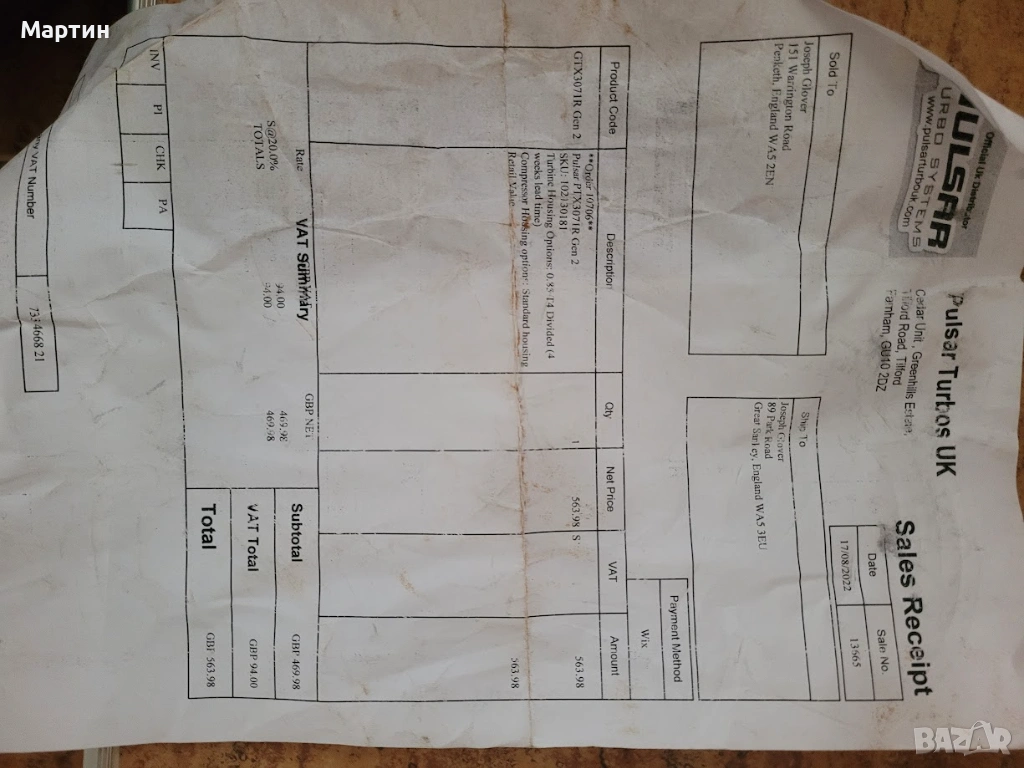 Мартин
Official Uk Distributor
PULSAR
TURBO SYSTEMS
www.pulsarturbouk.com
Pulsar Turbos UK
Cedar Unit, Greenhills Estate,
Tilford Road, Tilford
Farnham, GU10 2DZ
Sales Receipt
Date
Sale No.
17/08/2022
13665
Sold To
Joseph Glover
151 Warrington Road
Penketh, England WA5 2EN
Ship To
Joseph Glover
89 Park Road
Great Sankey, England WA5 3EU
Payment Method
Wix
Product Code
Description
Qty
Net Price
VAT
Amount
GTX3071R Gen 2
**Order 10706**
Pulsar PTX3071R Gen 2
SKU: 102130181
Turbine Housing Options: 0.83 T4 Divided (4
weeks lead time)
Compressor Housing options: Standard housing
Retail Value
1
563.98 S
563.98
563.98
VAT Summary
Rate
GBP NET
S@20.0%
94.00
469.98
TOTALS
94.00
469.98
Subtotal
GBP 469.98
VAT Total
GBP 94.00
Total
GBP 563.98
INV
PI
CHK
PA
VAT Number
BAZAR